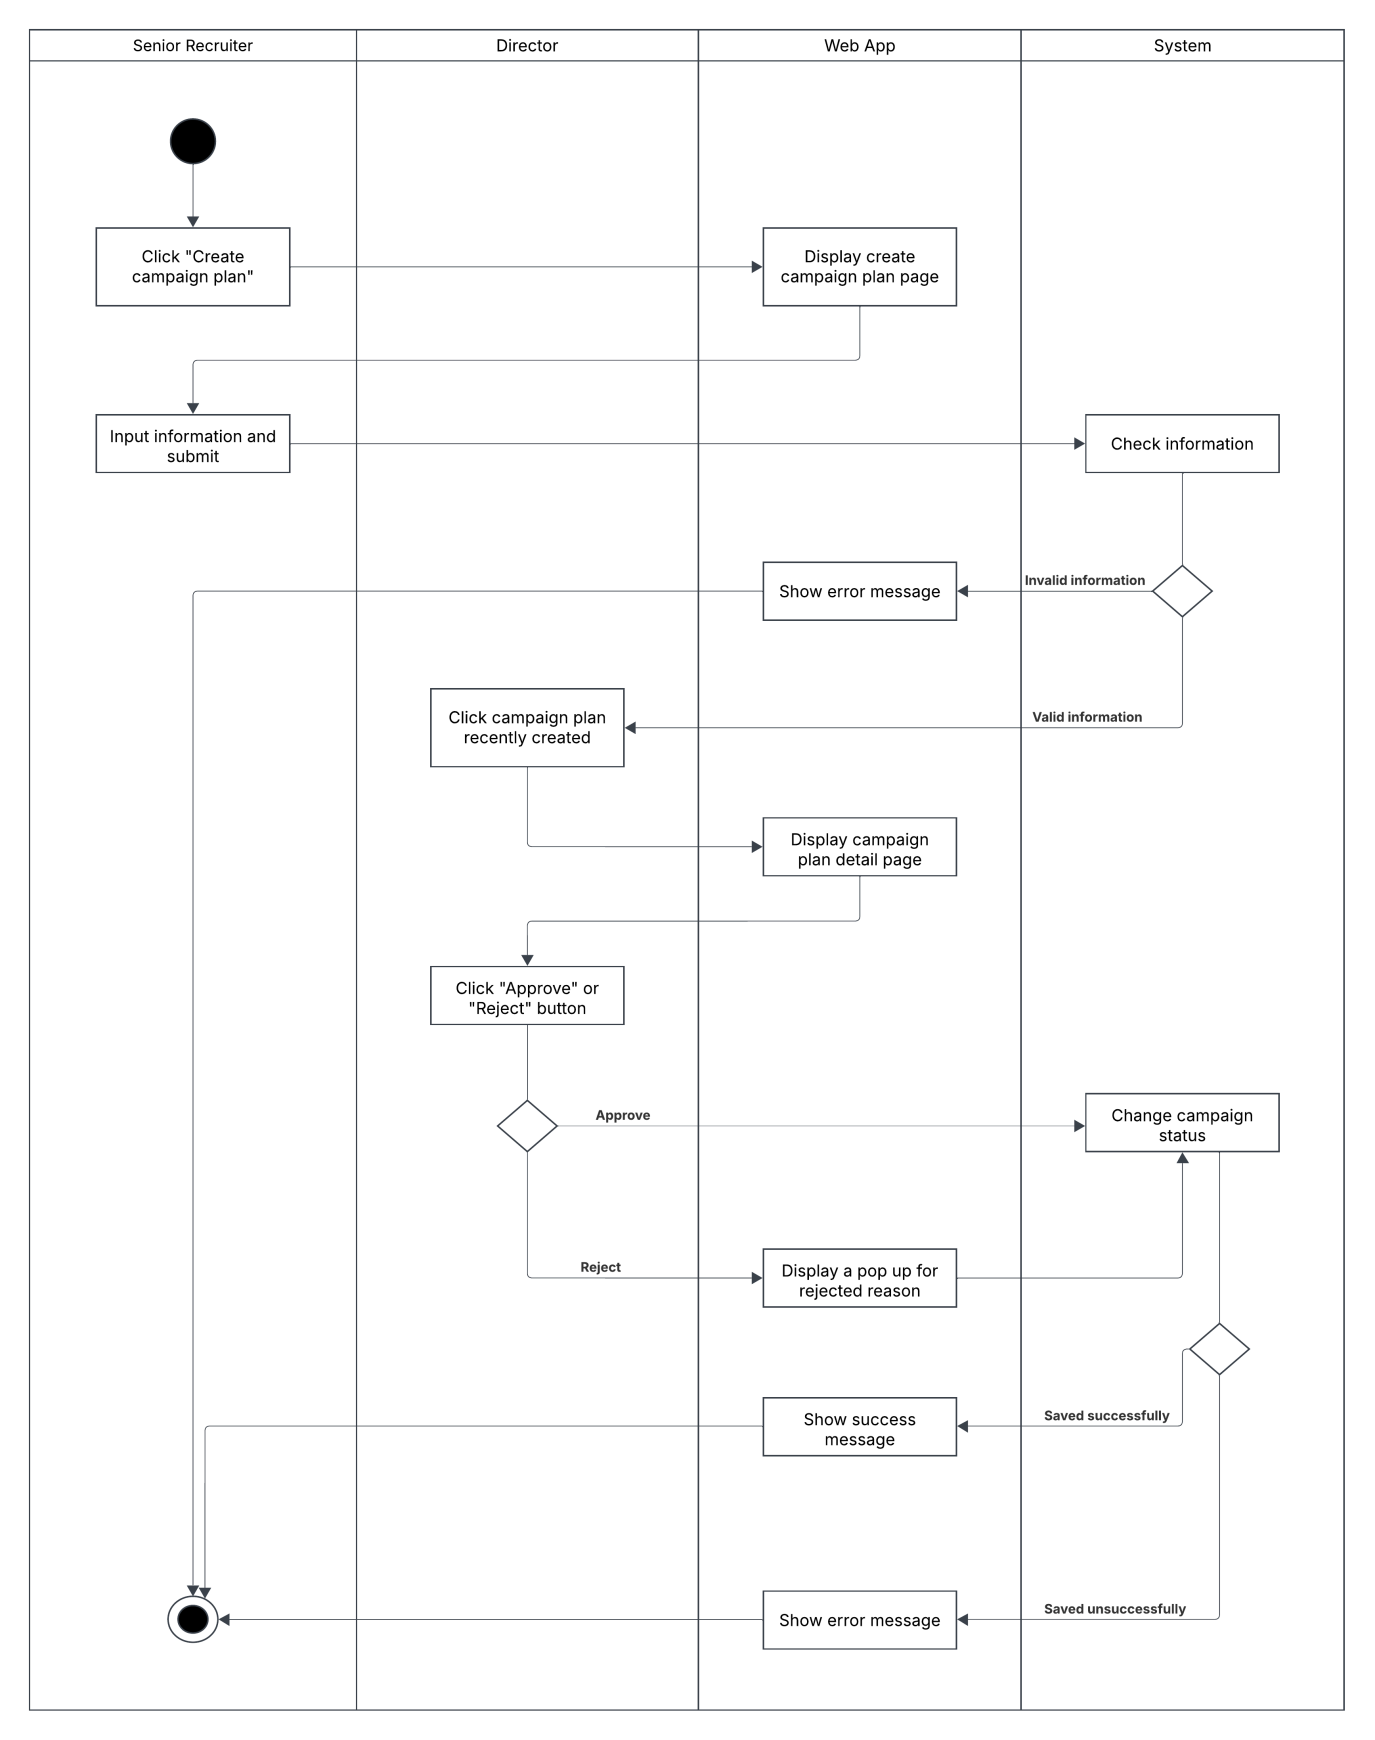 Senior Recruiter
Director
Web App
System
Click "Create
campaign plan"
Display create
campaign plan page
Input information and
submit
Check information
Show error message
Invalid information
Click campaign plan
recently created
Valid information
Display campaign
plan detail page
Click "Approve" or
"Reject" button
Approve
Change campaign
status
Reject
Display a pop up for
rejected reason
Show success
message
Saved successfully
Show error message
Saved unsuccessfully